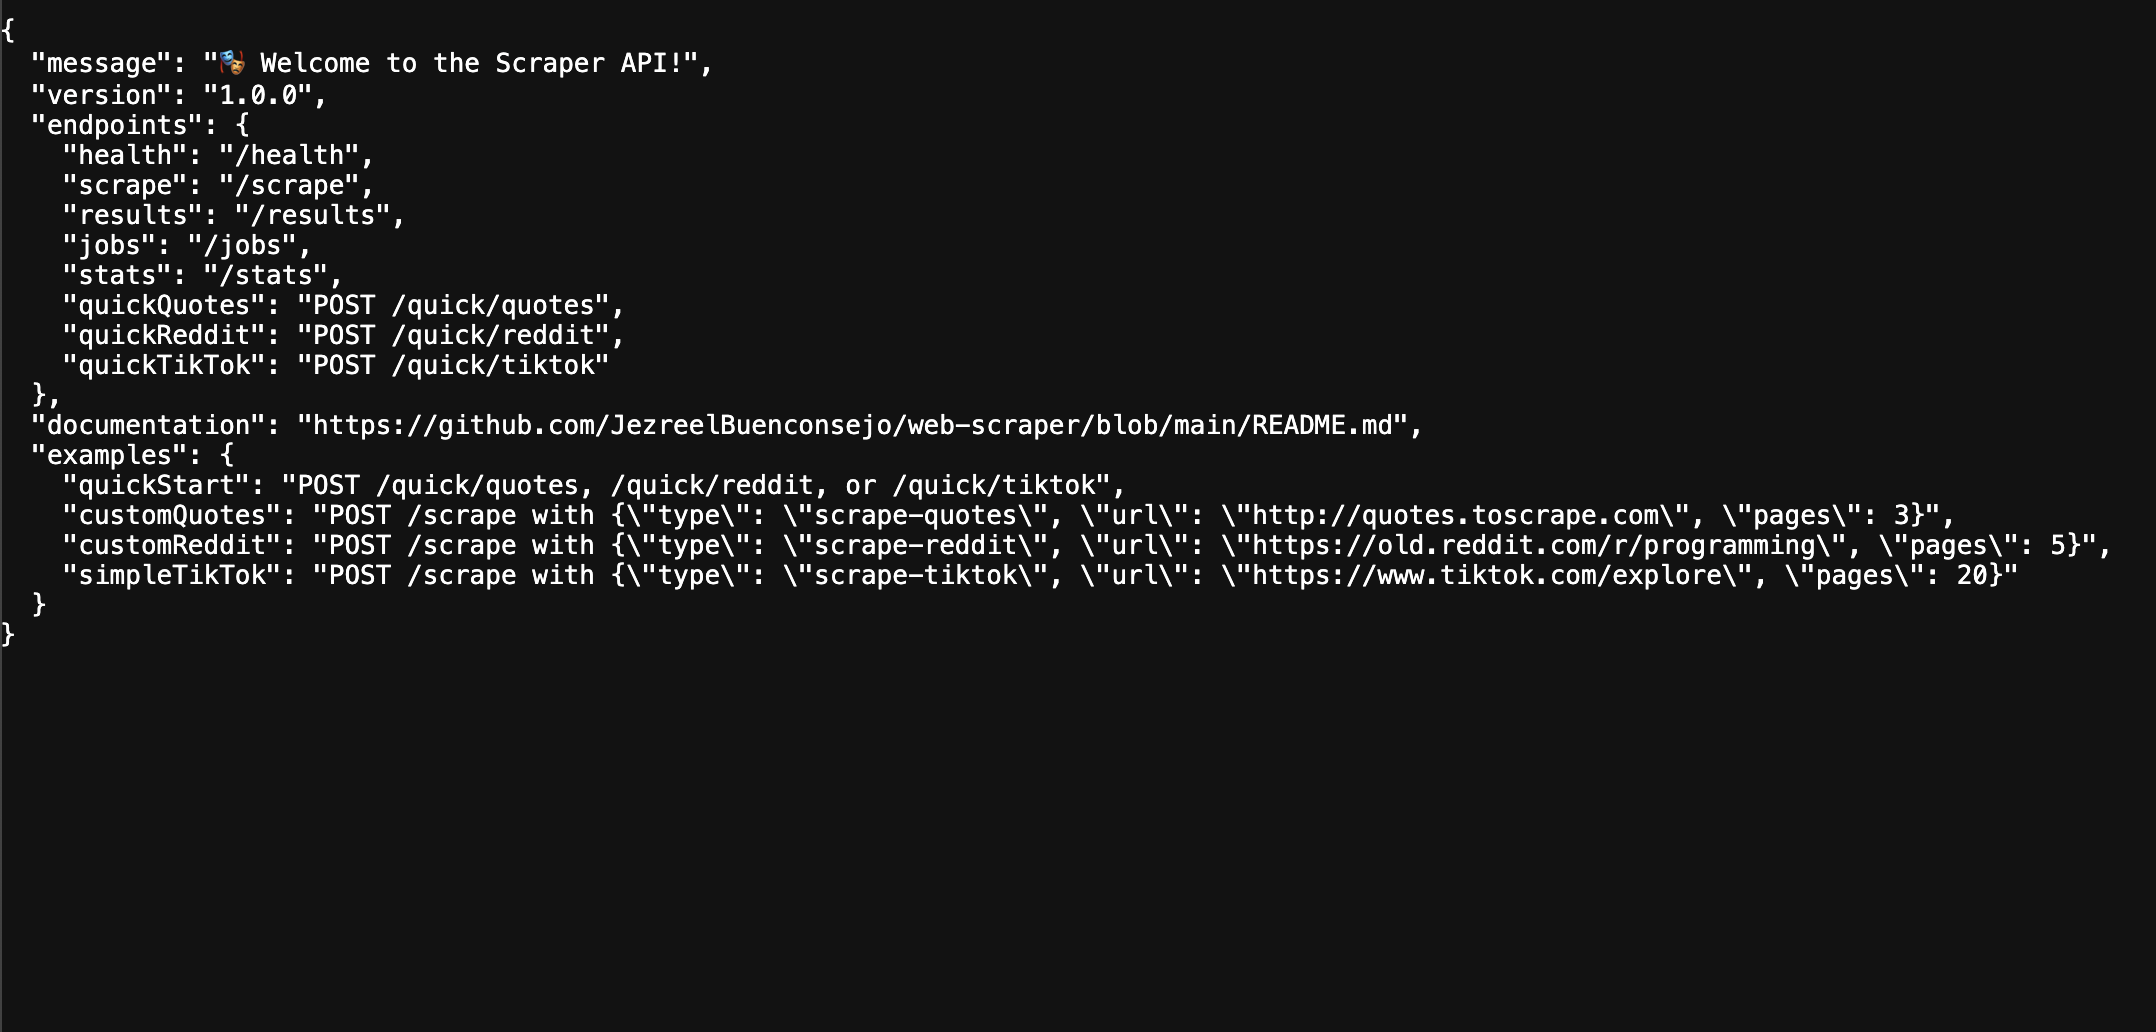 {
  "message": "🎭 Welcome to the Scraper API!",
  "version": "1.0.0",
  "endpoints": {
    "health": "/health",
    "scrape": "/scrape",
    "results": "/results",
    "jobs": "/jobs",
    "stats": "/stats",
    "quickQuotes": "POST /quick/quotes",
    "quickReddit": "POST /quick/reddit",
    "quickTikTok": "POST /quick/tiktok"
  },
  "documentation": "https://github.com/JezreelBuenconsejo/web-scraper/blob/main/README.md",
  "examples": {
    "quickStart": "POST /quick/quotes, /quick/reddit, or /quick/tiktok",
    "customQuotes": "POST /scrape with {\"type\": \"scrape-quotes\", \"url\": \"http://quotes.toscrape.com\", \"pages\": 3}",
    "customReddit": "POST /scrape with {\"type\": \"scrape-reddit\", \"url\": \"https://old.reddit.com/r/programming\", \"pages\": 5}",
    "simpleTikTok": "POST /scrape with {\"type\": \"scrape-tiktok\", \"url\": \"https://www.tiktok.com/explore\", \"pages\": 20}"
  }
}